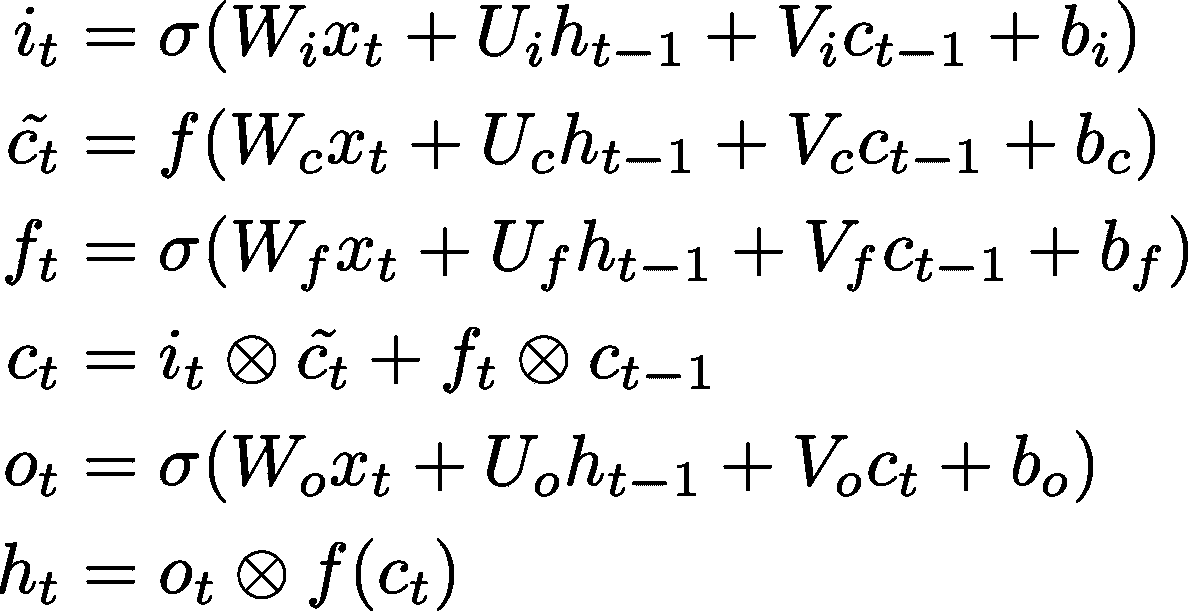 i_t = σ(W_i x_t + U_i h_{t−1} + V_i c_{t−1} + b_i)
c̃_t = f(W_c x_t + U_c h_{t−1} + V_c c_{t−1} + b_c)
f_t = σ(W_f x_t + U_f h_{t−1} + V_f c_{t−1} + b_f)
c_t = i_t ⊗ c̃_t + f_t ⊗ c_{t−1}
o_t = σ(W_o x_t + U_o h_{t−1} + V_o c_t + b_o)
h_t = o_t ⊗ f(c_t)